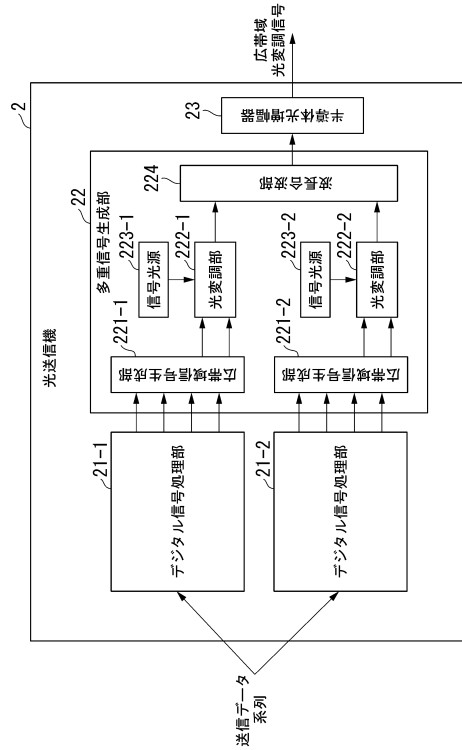 2
光送信機
送信データ
系列
21-1
デジタル信号処理部
21-2
デジタル信号処理部
22
多重信号生成部
221-1
広帯域信号生成部
223-1
信号光源
222-1
光変調部
221-2
広帯域信号生成部
223-2
信号光源
222-2
光変調部
224
波長合波部
23
半導体光増幅器
広帯域
光変調信号